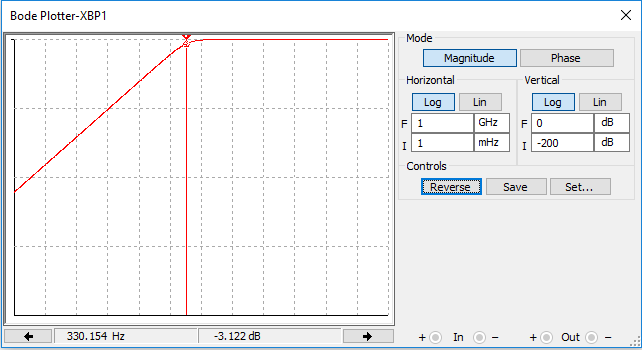 Bode Plotter-XBP1
Mode
Magnitude Phase
Horizontal Vertical
Log Lin Log Lin
F 1 GHz F 0 dB
I 1 mHz I -200 dB
Controls
Reverse Save Set...
330.154 Hz -3.122 dB
+ In - + Out -